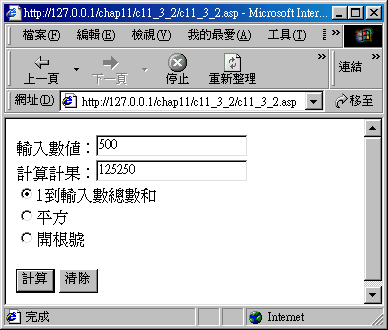 http://127.0.0.1/chap11/c11_3_2/c11_3_2.asp - Microsoft Inter...
檔案(F) 編輯(E) 檢視(V) 我的最愛(A) 工具(T) »
上一頁 下一頁 停止 重新整理 » 連結 »
網址(D) http://127.0.0.1/chap11/c11_3_2/c11_3_2.asp 移至
輸入數值：500
計算計果：125250
1到輸入數總數和
平方
開根號
計算 清除
完成 Internet